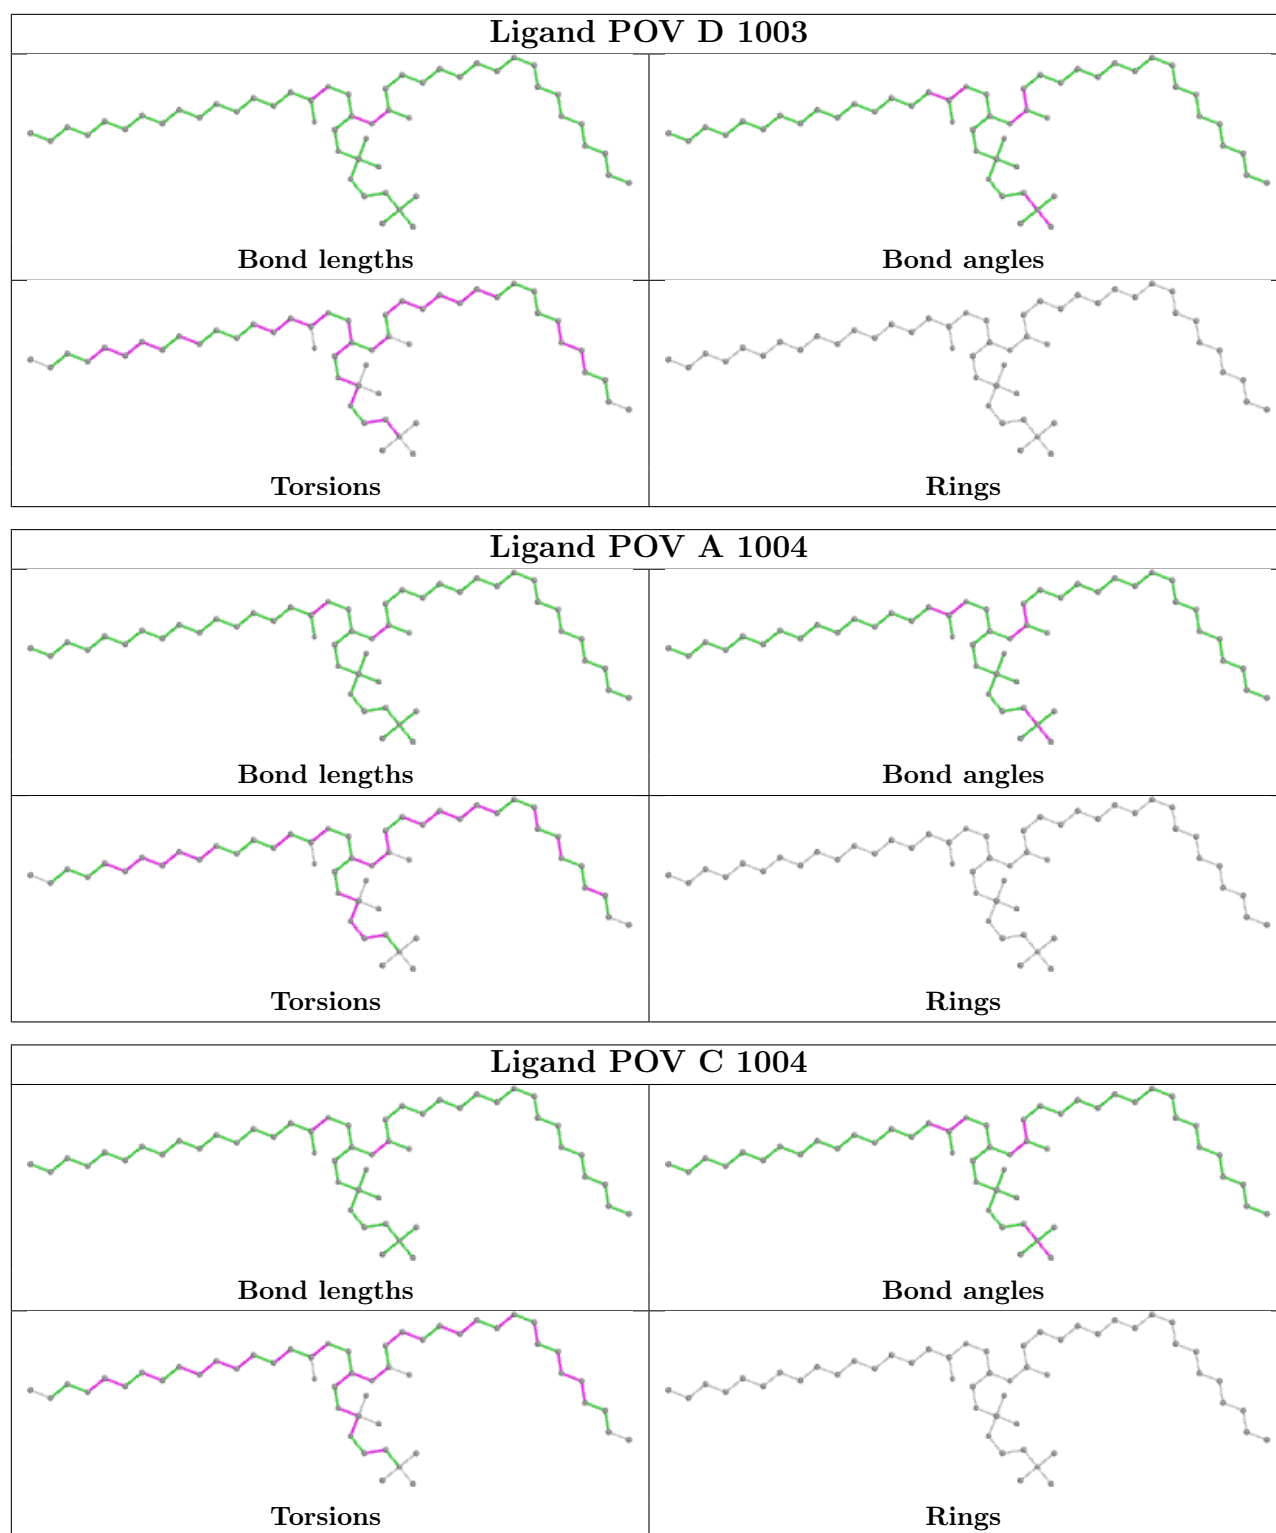 Ligand POV D 1003
Bond lengths
Bond angles
Torsions
Rings
Ligand POV A 1004
Bond lengths
Bond angles
Torsions
Rings
Ligand POV C 1004
Bond lengths
Bond angles
Torsions
Rings